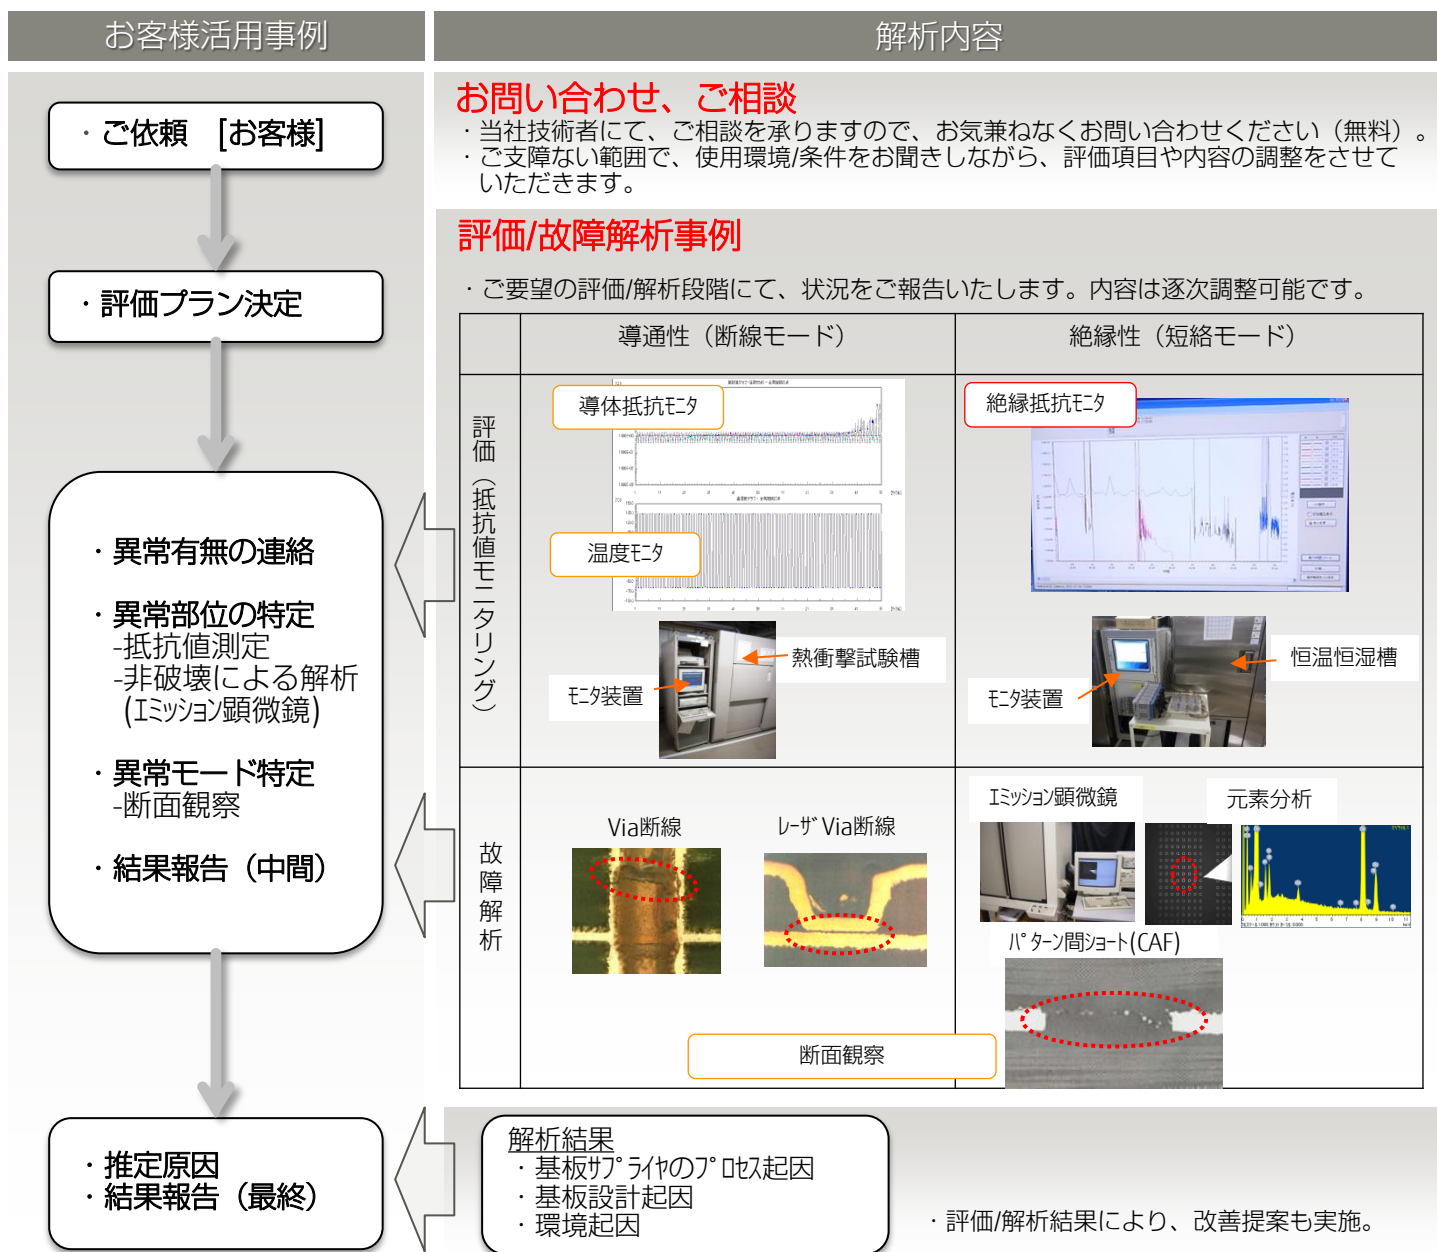 お客様活用事例
解析内容
・ご依頼　[お客様]
・評価プラン決定
・異常有無の連絡
・異常部位の特定
-抵抗値測定
-非破壊による解析
(ｴﾐｯｼｮﾝ顕微鏡)
・異常モード特定
-断面観察
・結果報告（中間）
・推定原因
・結果報告（最終）
お問い合わせ、ご相談
・当社技術者にて、ご相談を承りますので、お気兼ねなくお問い合わせください（無料）。
・ご支障ない範囲で、使用環境/条件をお聞きしながら、評価項目や内容の調整をさせて
いただきます。
評価/故障解析事例
・ご要望の評価/解析段階にて、状況をご報告いたします。内容は逐次調整可能です。
導通性（断線モード）
絶縁性（短絡モード）
評価（抵抗値モニタリング）
導体抵抗ﾓﾆﾀ
温度ﾓﾆﾀ
熱衝撃試験槽
ﾓﾆﾀ装置
絶縁抵抗ﾓﾆﾀ
恒温恒湿槽
ﾓﾆﾀ装置
故障解析
Via断線
ﾚｰｻﾞVia断線
ｴﾐｯｼｮﾝ顕微鏡
元素分析
ﾊﾟﾀｰﾝ間ｼｮｰﾄ(CAF)
断面観察
解析結果
・基板ｻﾌﾟﾗｲﾔのﾌﾟﾛｾｽ起因
・基板設計起因
・環境起因
・評価/解析結果により、改善提案も実施。